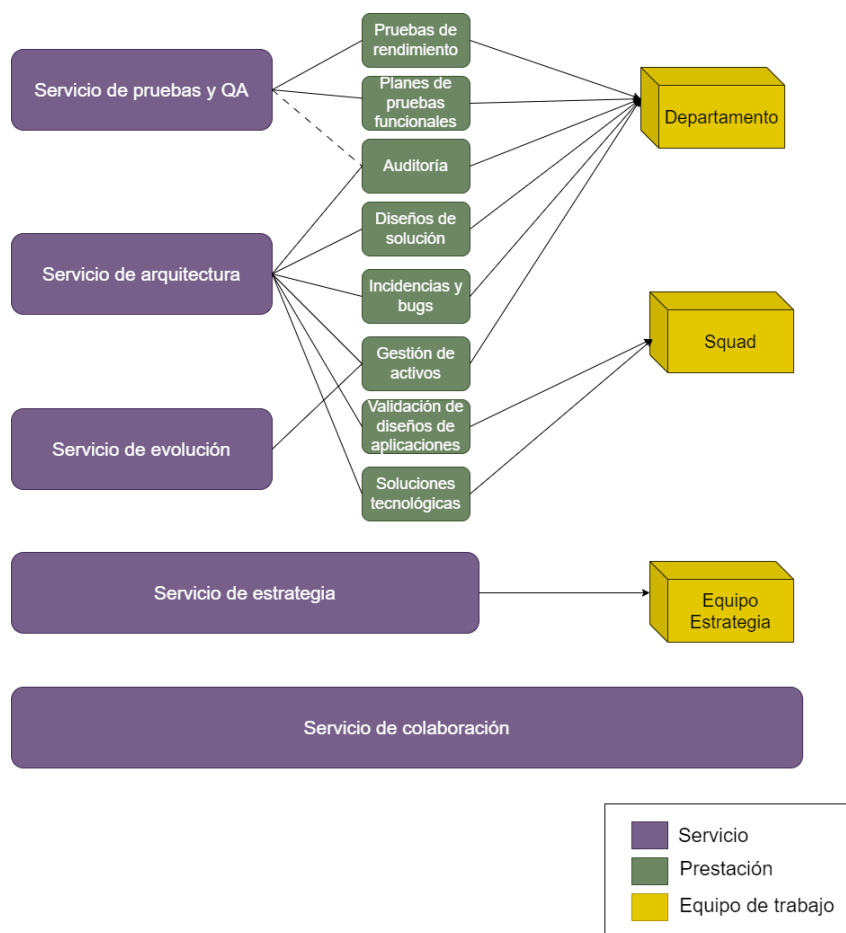 Servicio de pruebas y QA
Pruebas de
rendimiento
Planes de
pruebas
funcionales
Departamento
Auditoría
Servicio de arquitectura
Diseños de
solución
Incidencias y
bugs
Squad
Gestión de
activos
Servicio de evolución
Validación de
diseños de
aplicaciones
Soluciones
tecnológicas
Servicio de estrategia
Equipo
Estrategia
Servicio de colaboración
Servicio
Prestación
Equipo de trabajo